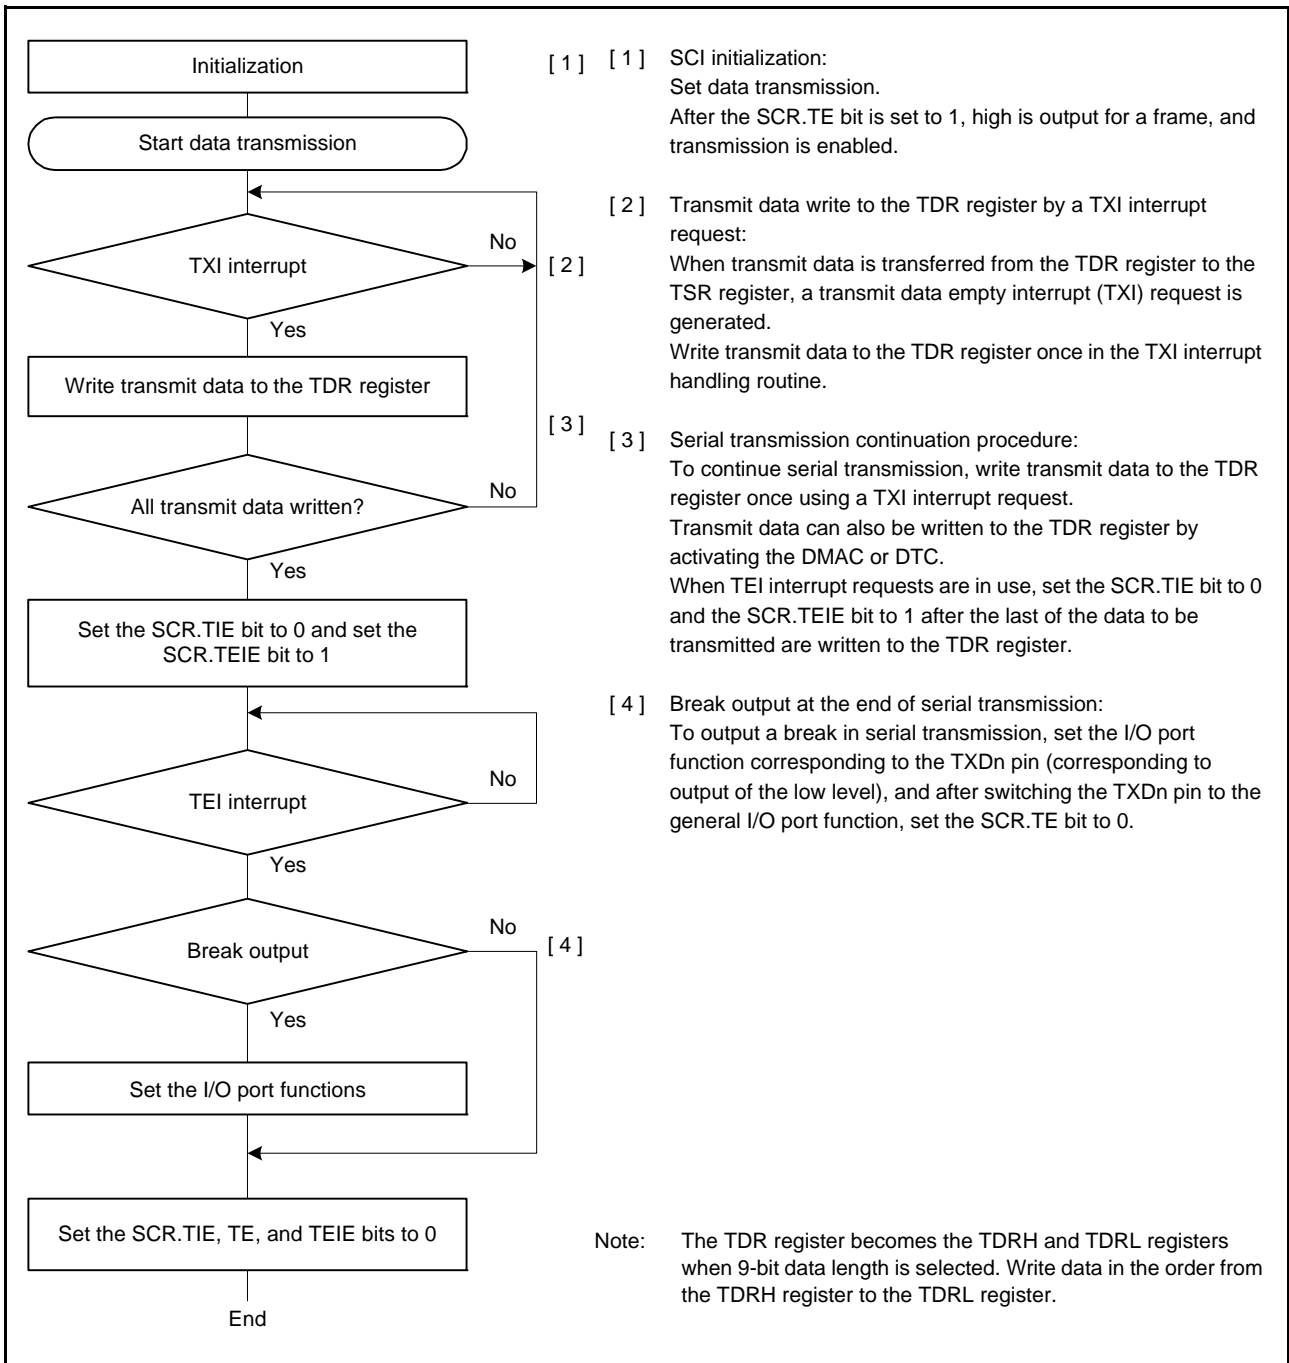 Initialization
[ 1 ]
Start data transmission
No
TXI interrupt
[ 2 ]
Yes
Write transmit data to the TDR register
[ 3 ]
No
All transmit data written?
Yes
Set the SCR.TIE bit to 0 and set the
SCR.TEIE bit to 1
No
TEI interrupt
Yes
No
Break output
[ 4 ]
Yes
Set the I/O port functions
Set the SCR.TIE, TE, and TEIE bits to 0
End
[ 1 ] SCI initialization:
Set data transmission.
After the SCR.TE bit is set to 1, high is output for a frame, and
transmission is enabled.
[ 2 ] Transmit data write to the TDR register by a TXI interrupt
request:
When transmit data is transferred from the TDR register to the
TSR register, a transmit data empty interrupt (TXI) request is
generated.
Write transmit data to the TDR register once in the TXI interrupt
handling routine.
[ 3 ] Serial transmission continuation procedure:
To continue serial transmission, write transmit data to the TDR
register once using a TXI interrupt request.
Transmit data can also be written to the TDR register by
activating the DMAC or DTC.
When TEI interrupt requests are in use, set the SCR.TIE bit to 0
and the SCR.TEIE bit to 1 after the last of the data to be
transmitted are written to the TDR register.
[ 4 ] Break output at the end of serial transmission:
To output a break in serial transmission, set the I/O port
function corresponding to the TXDn pin (corresponding to
output of the low level), and after switching the TXDn pin to the
general I/O port function, set the SCR.TE bit to 0.
Note: The TDR register becomes the TDRH and TDRL registers
when 9-bit data length is selected. Write data in the order from
the TDRH register to the TDRL register.